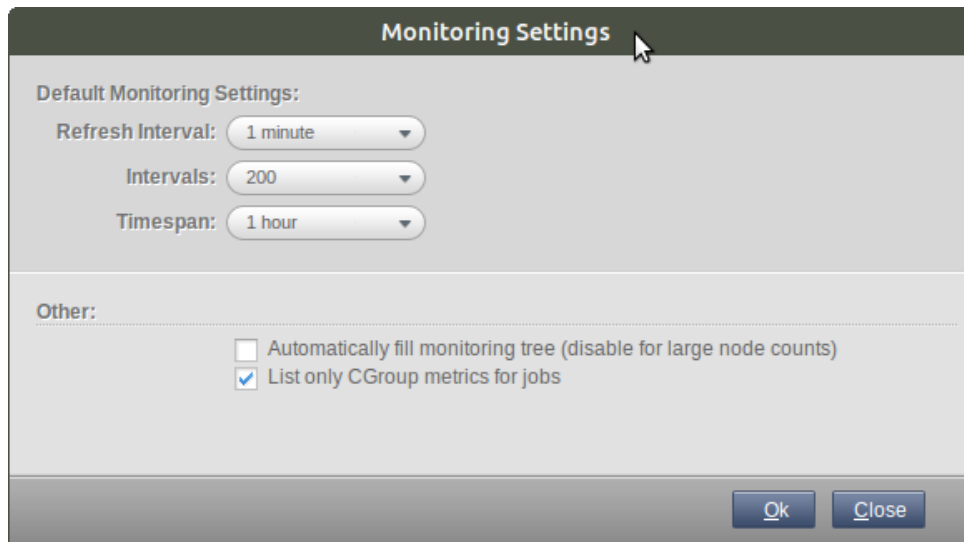 Monitoring Settings
Default Monitoring Settings:
Refresh Interval: 1 minute
Intervals: 200
Timespan: 1 hour
Other:
Automatically fill monitoring tree (disable for large node counts)
List only CGroup metrics for jobs
Ok Close